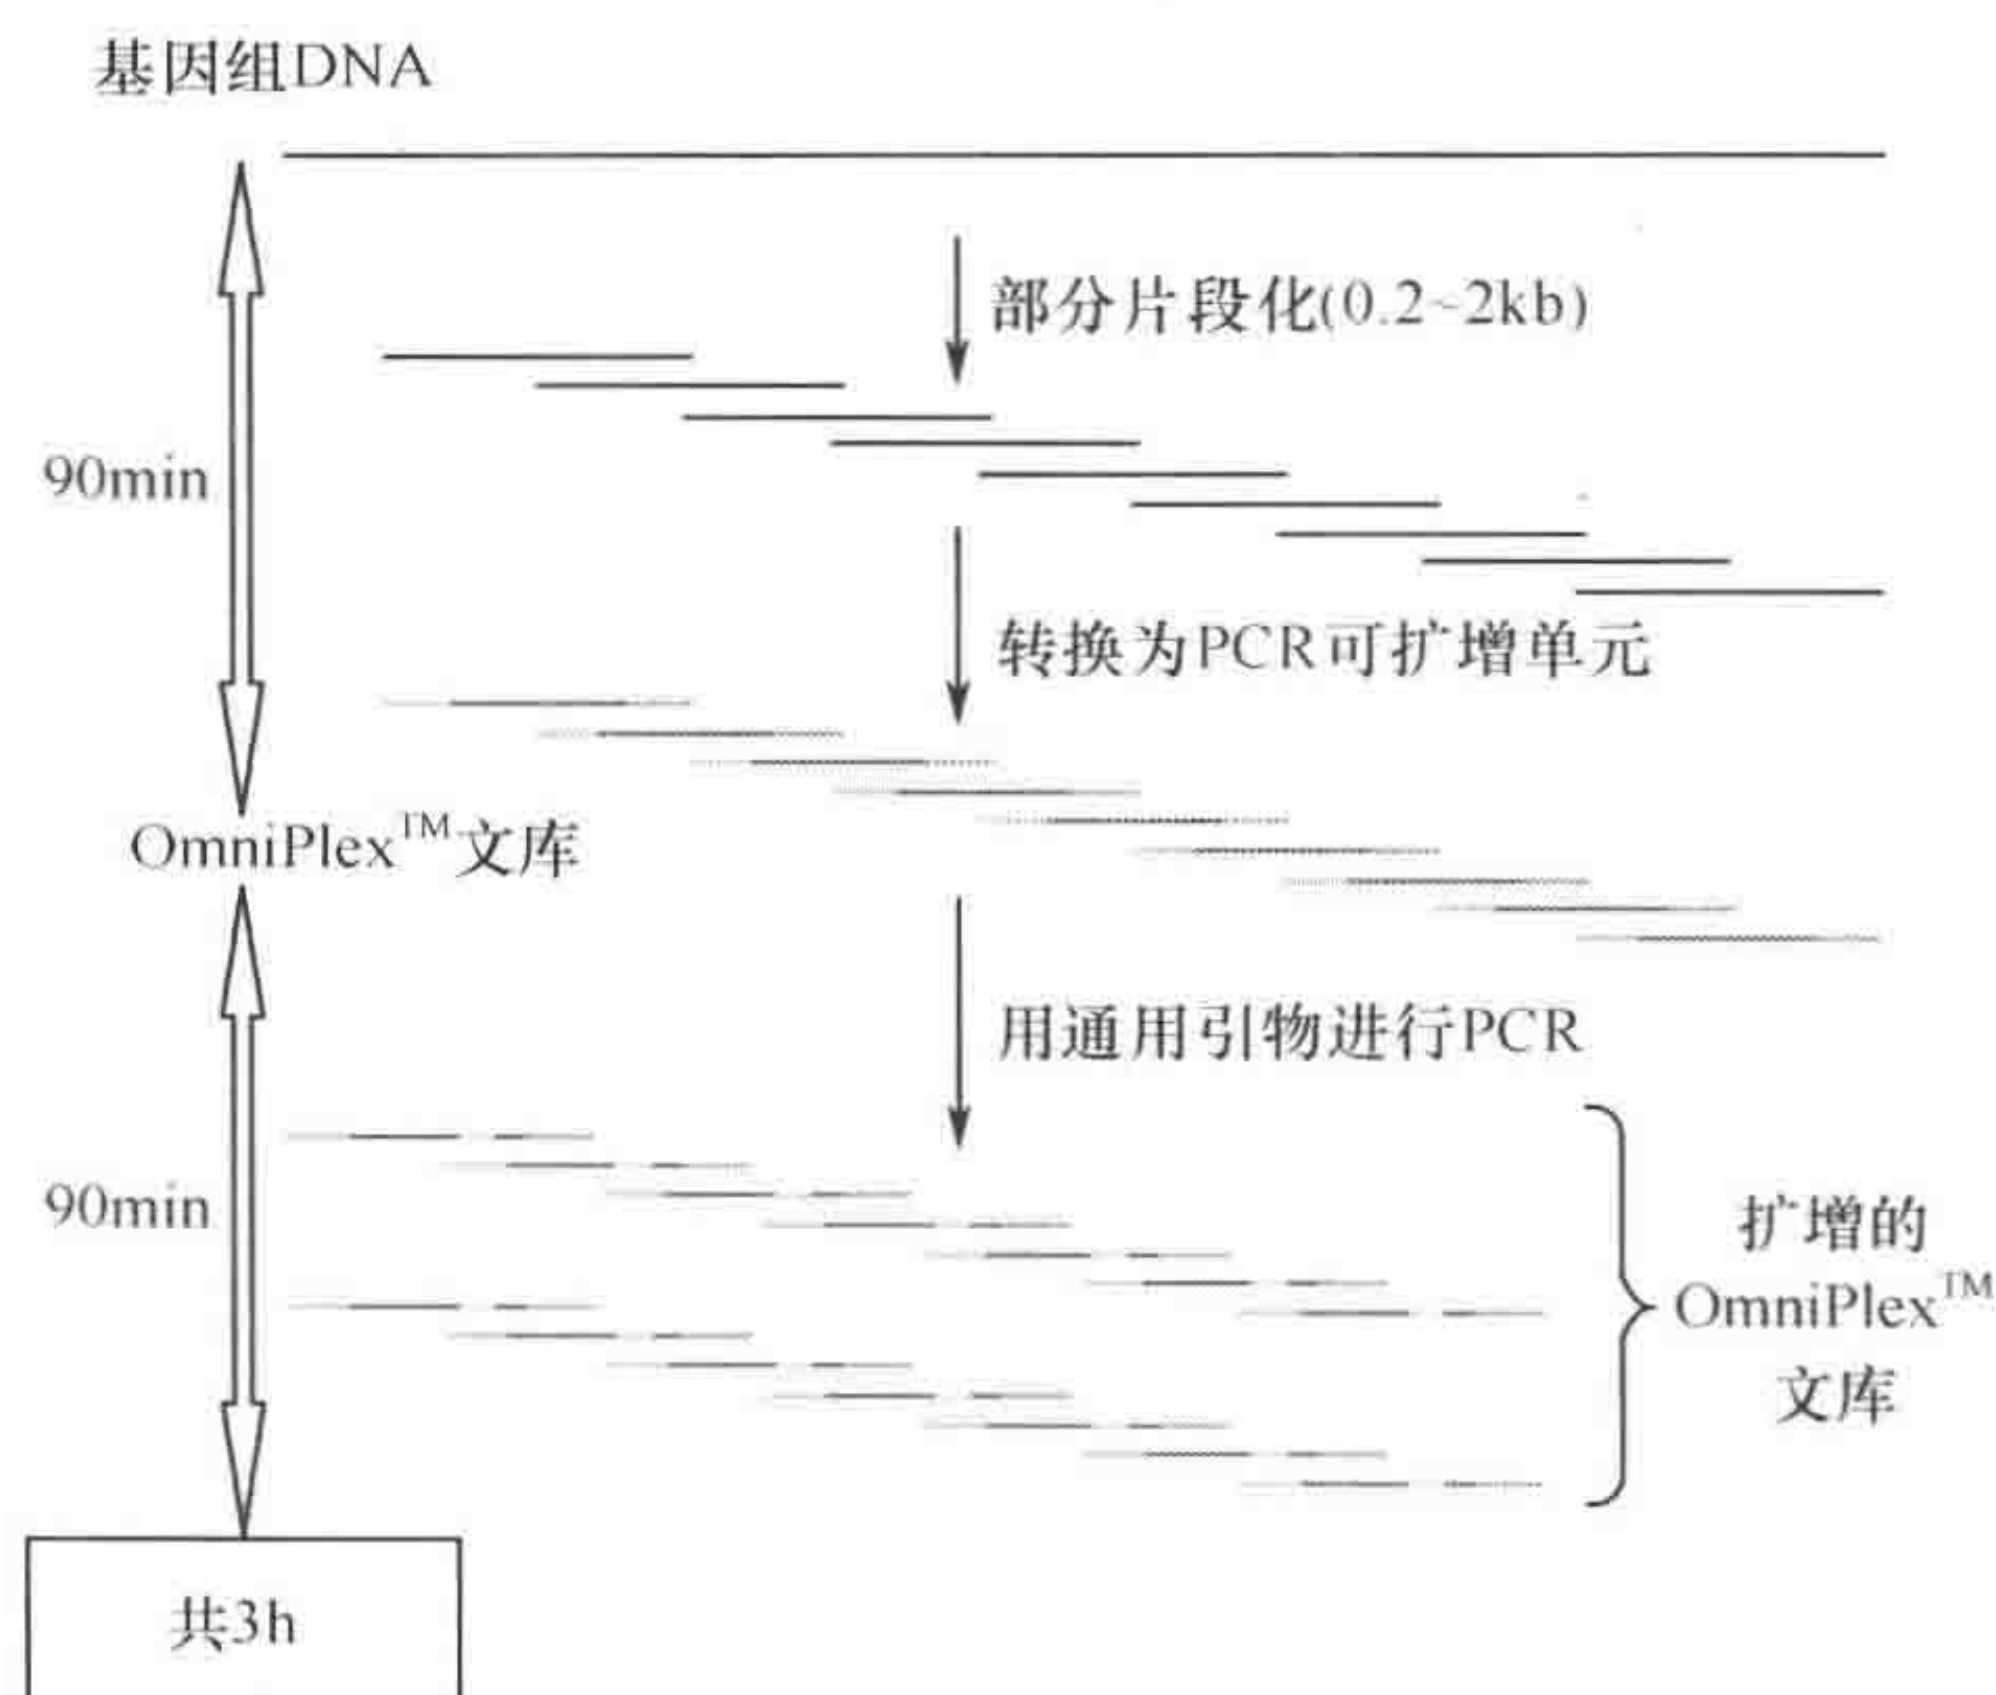 基因组DNA
部分片段化(0.2~2kb)
90min
转换为PCR可扩增单元
OmniPlex™文库
用通用引物进行PCR
90min
扩增的
OmniPlex™
文库
共3h